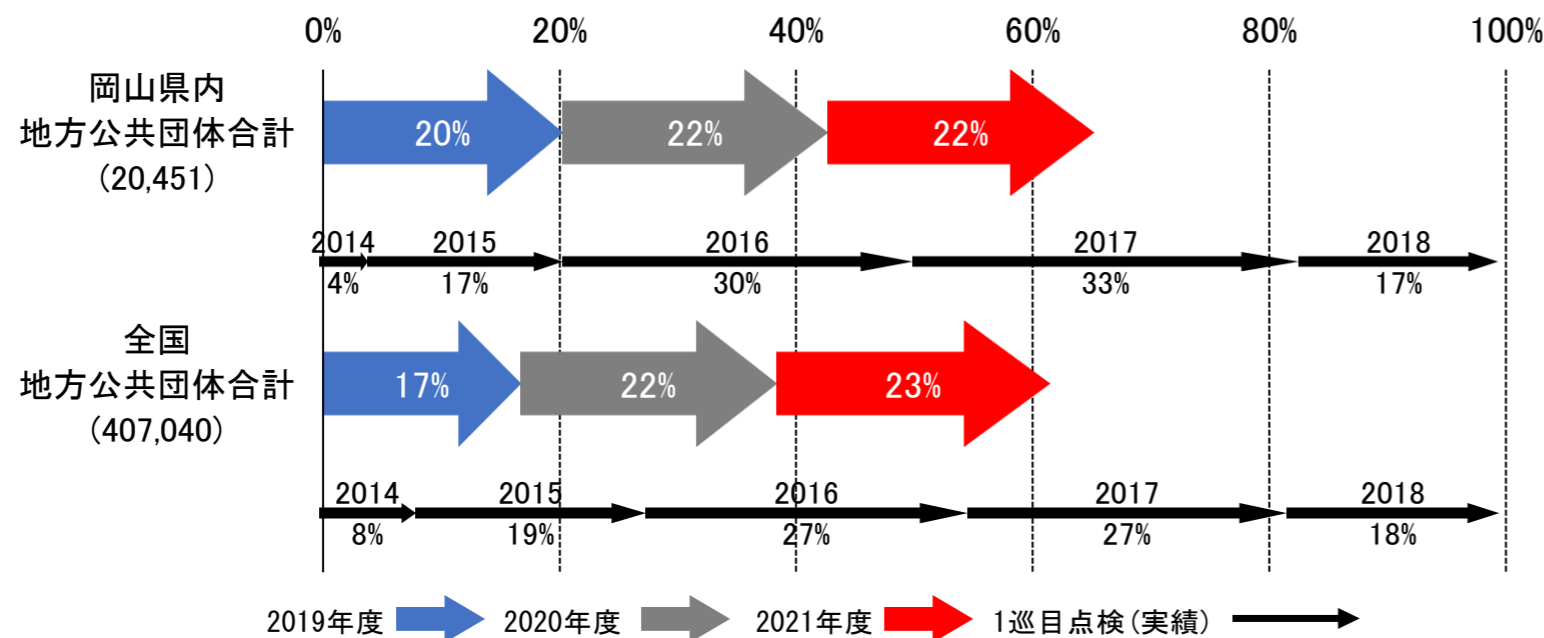 0% 20% 40% 60% 80% 100%
岡山県内
地方公共団体合計
(20,451)
20% 22% 22%
2014 2015 2016 2017 2018
4% 17% 30% 33% 17%
全国
地方公共団体合計
(407,040)
17% 22% 23%
2014 2015 2016 2017 2018
8% 19% 27% 27% 18%
2019年度 2020年度 2021年度 1巡目点検(実績)